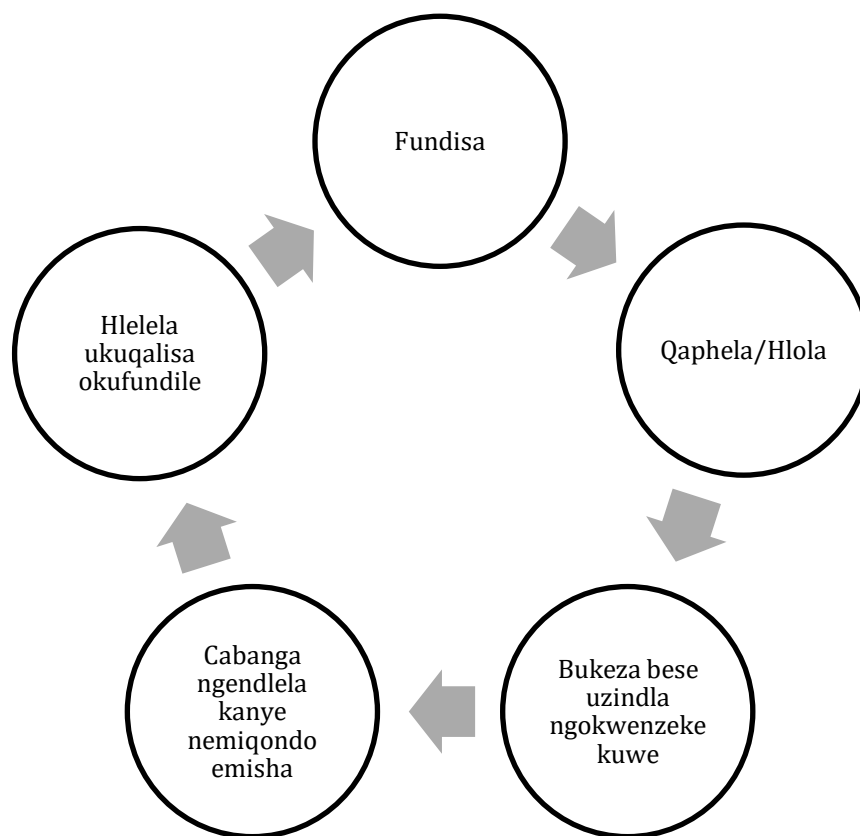 Fundisa
Qaphela/Hlola
Bukeza bese
uzindla
ngokwenzeke
kuwe
Cabanga
ngendlela
kanye
nemiqondo
emisha
Hlelela
ukuqalisa
okufundile